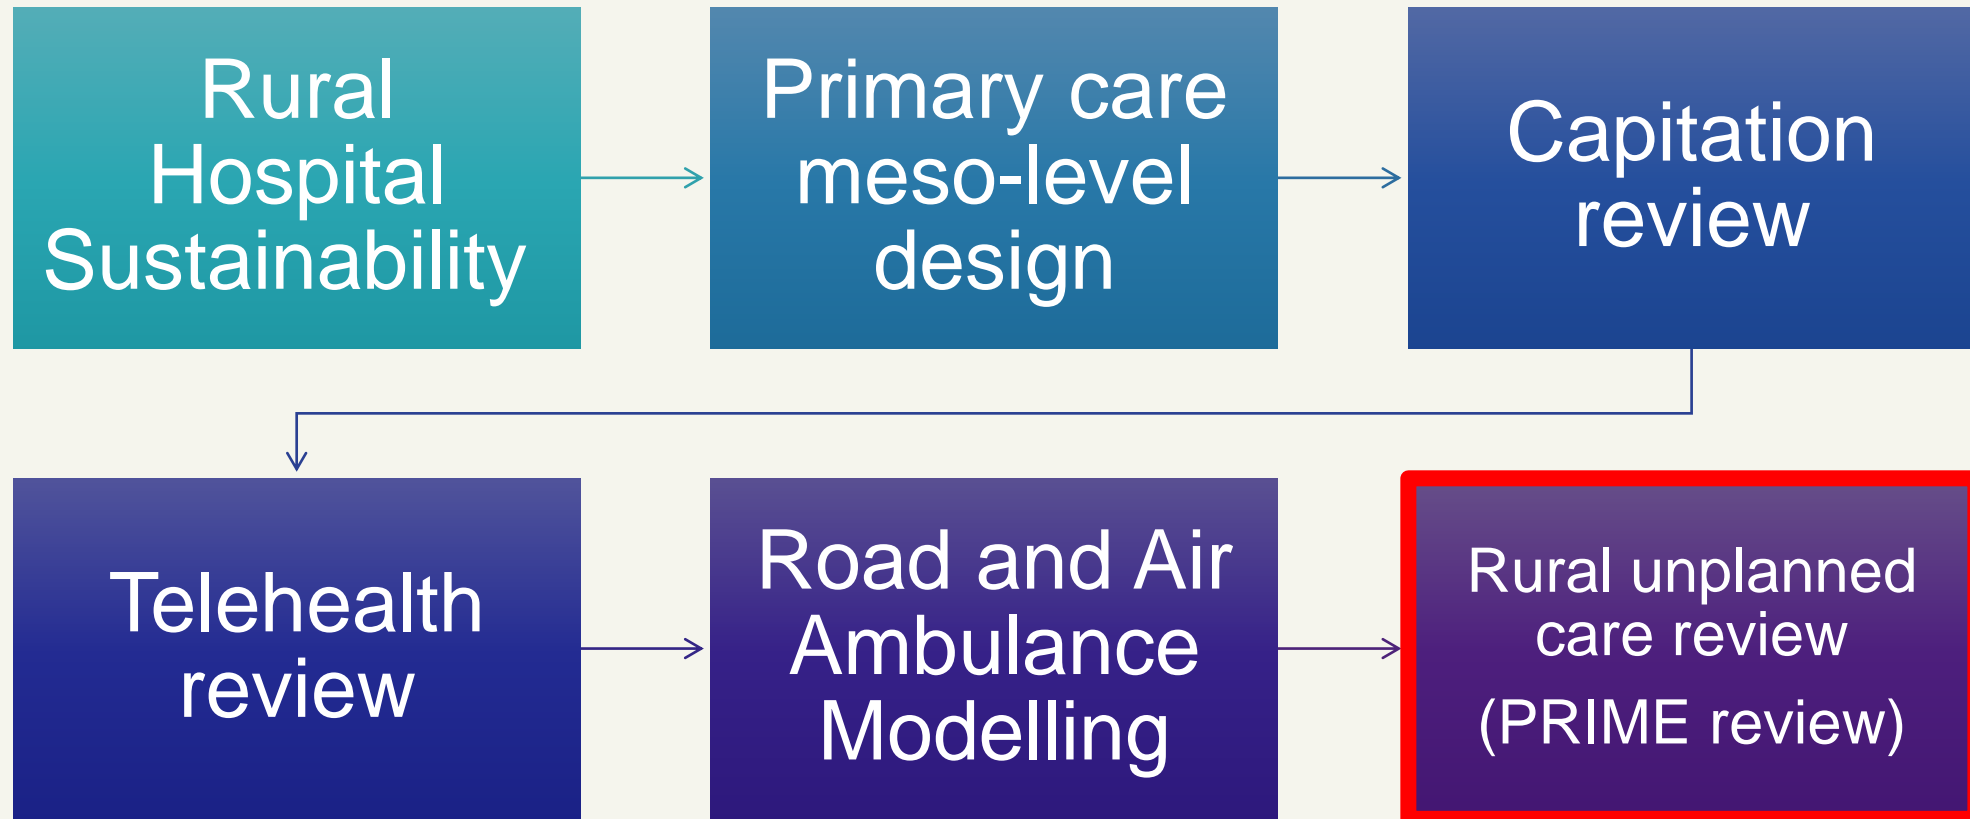 Rural
Hospital
Sustainability
Primary care
meso-level
design
Capitation
review
Telehealth
review
Road and Air
Ambulance
Modelling
Rural unplanned
care review
(PRIME review)